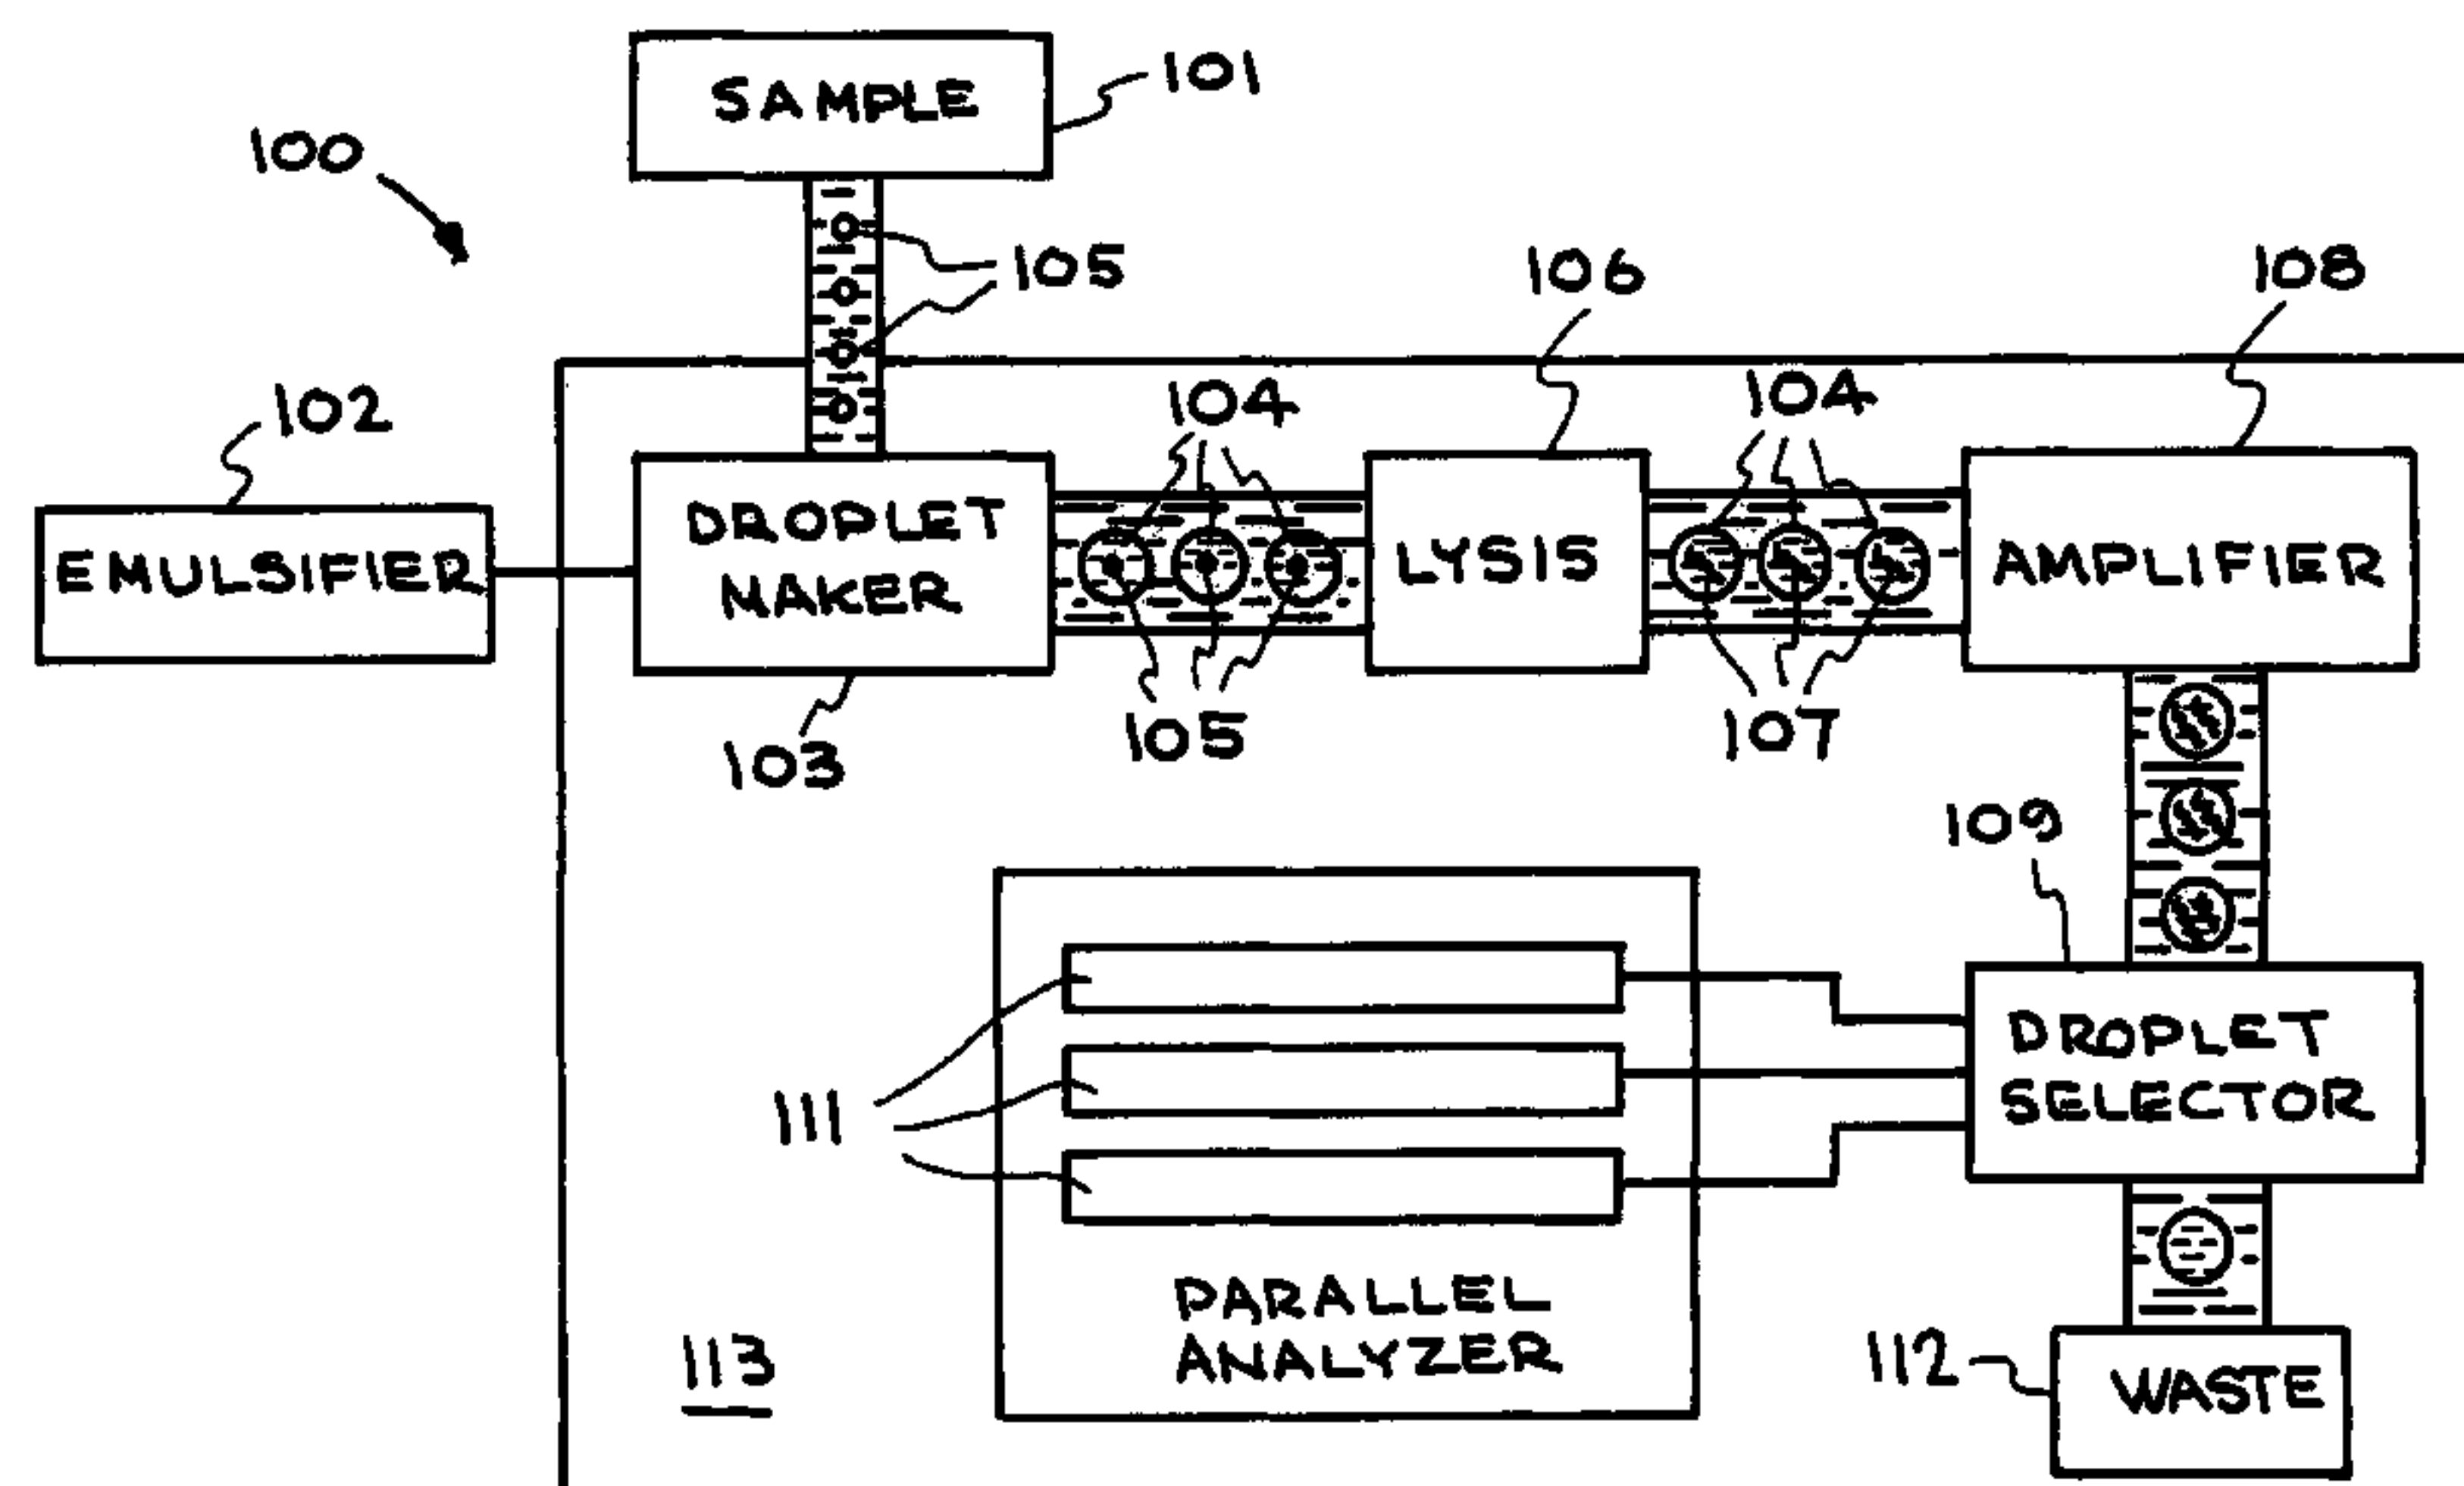 SAMPLE
101
100
105
106
108
102
104
104
EMULSIFIER
DROPLET
MAKER
LYSIS
AMPLIFIER
105
107
103
109
DROPLET
SELECTOR
111
PARALLEL
ANALYZER
113
112
WASTE